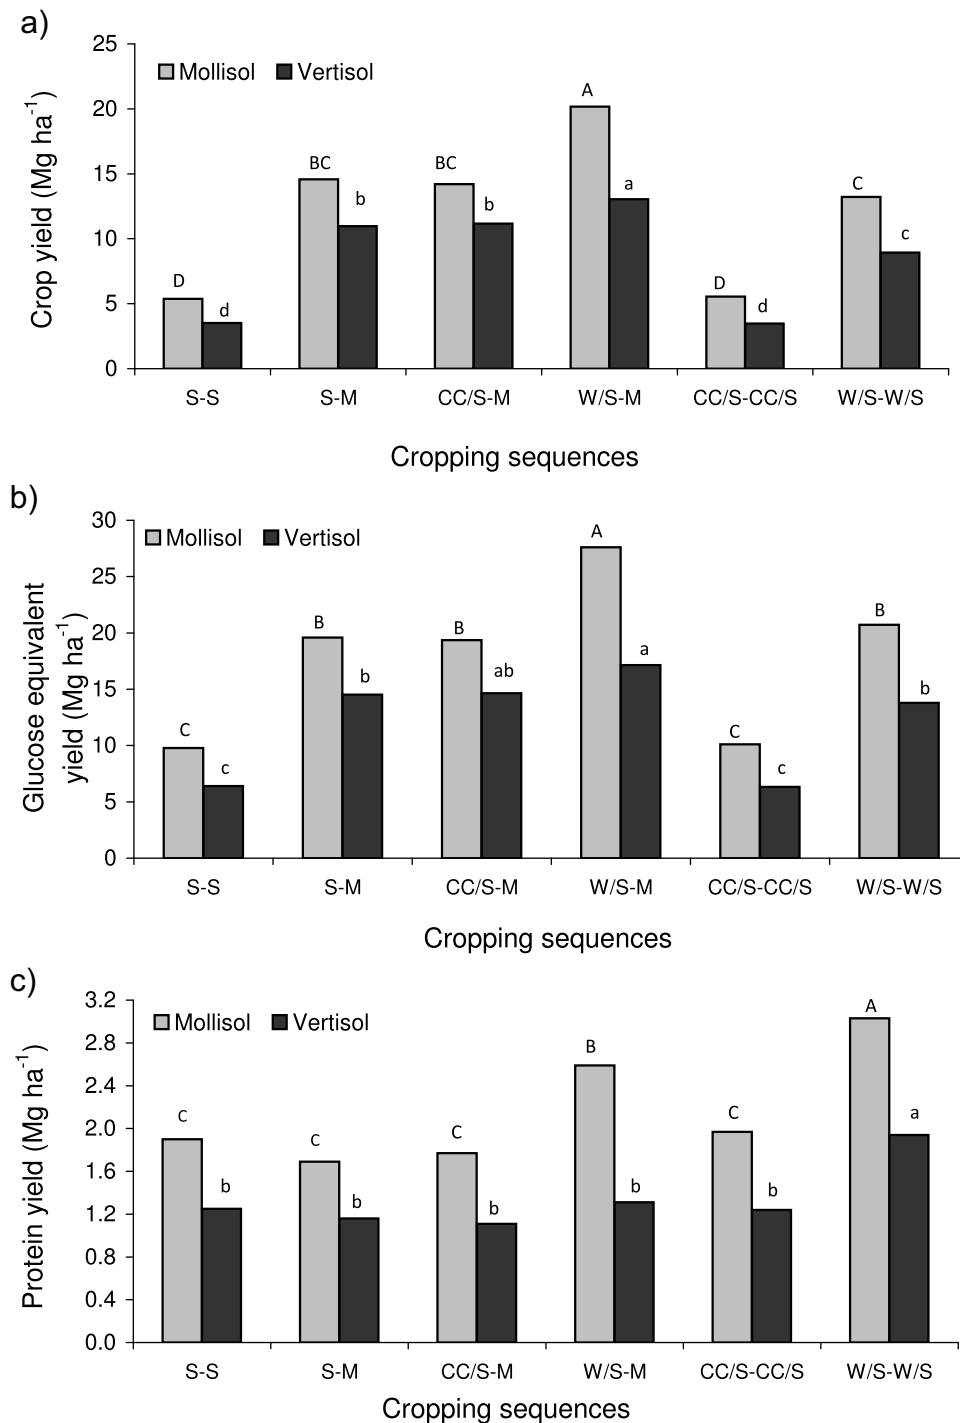 a)
Crop yield (Mg ha⁻¹)
25
20
15
10
5
0
Mollisol Vertisol
D d BC b BC b A a D d C c
S-S S-M CC/S-M W/S-M CC/S-CC/S W/S-W/S
Cropping sequences
b)
Glucose equivalent
yield (Mg ha⁻¹)
30
25
20
15
10
5
0
Mollisol Vertisol
C c B b B ab A a C c B b
S-S S-M CC/S-M W/S-M CC/S-CC/S W/S-W/S
Cropping sequences
c)
Protein yield (Mg ha⁻¹)
3.2
2.8
2.4
2.0
1.6
1.2
0.8
0.4
0.0
Mollisol Vertisol
C b C b C b B b C b A a
S-S S-M CC/S-M W/S-M CC/S-CC/S W/S-W/S
Cropping sequences